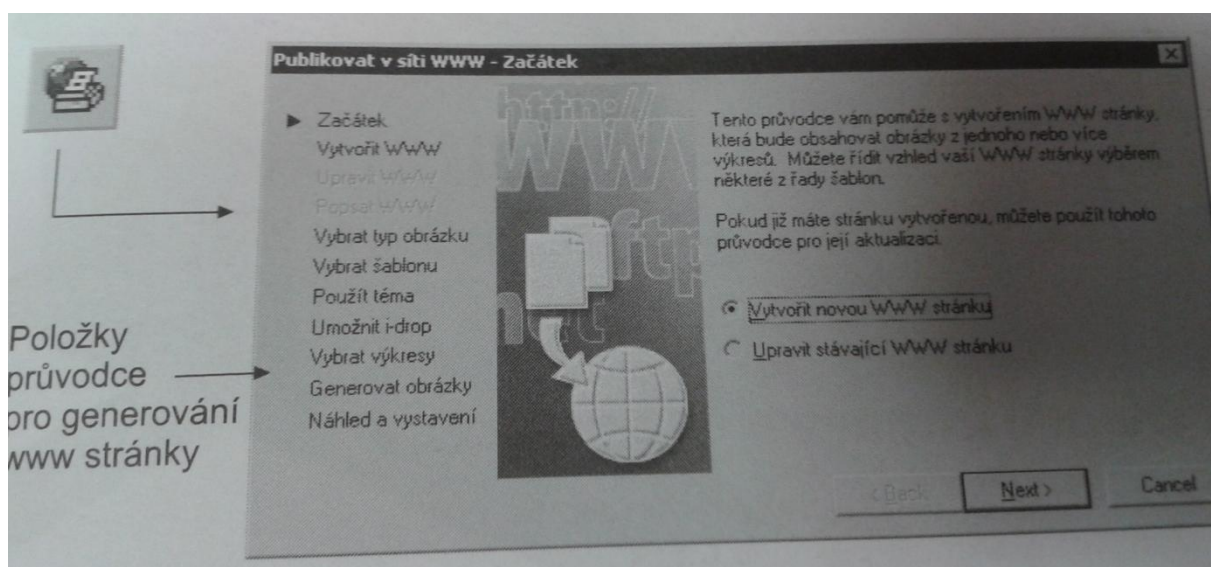 Publikovat v síti WWW - Začátek
Začátek
Vytvořit WWW
Upravit WWW
Popsat WWW
Vybrat typ obrázku
Vybrat šablonu
Použít téma
Umožnit i-drop
Vybrat výkresy
Generovat obrázky
Náhled a vystavení
http://
WWW
ftp
net
Tento průvodce vám pomůže s vytvořením WWW stránky,
která bude obsahovat obrázky z jednoho nebo více
výkresů. Můžete řídit vzhled vaší WWW stránky výběrem
některé z řady šablon.
Pokud již máte stránku vytvořenou, můžete použít tohoto
průvodce pro její aktualizaci.
Vytvořit novou WWW stránku
Upravit stávající WWW stránku
< Back
Next >
Cancel
Položky
průvodce
pro generování
www stránky